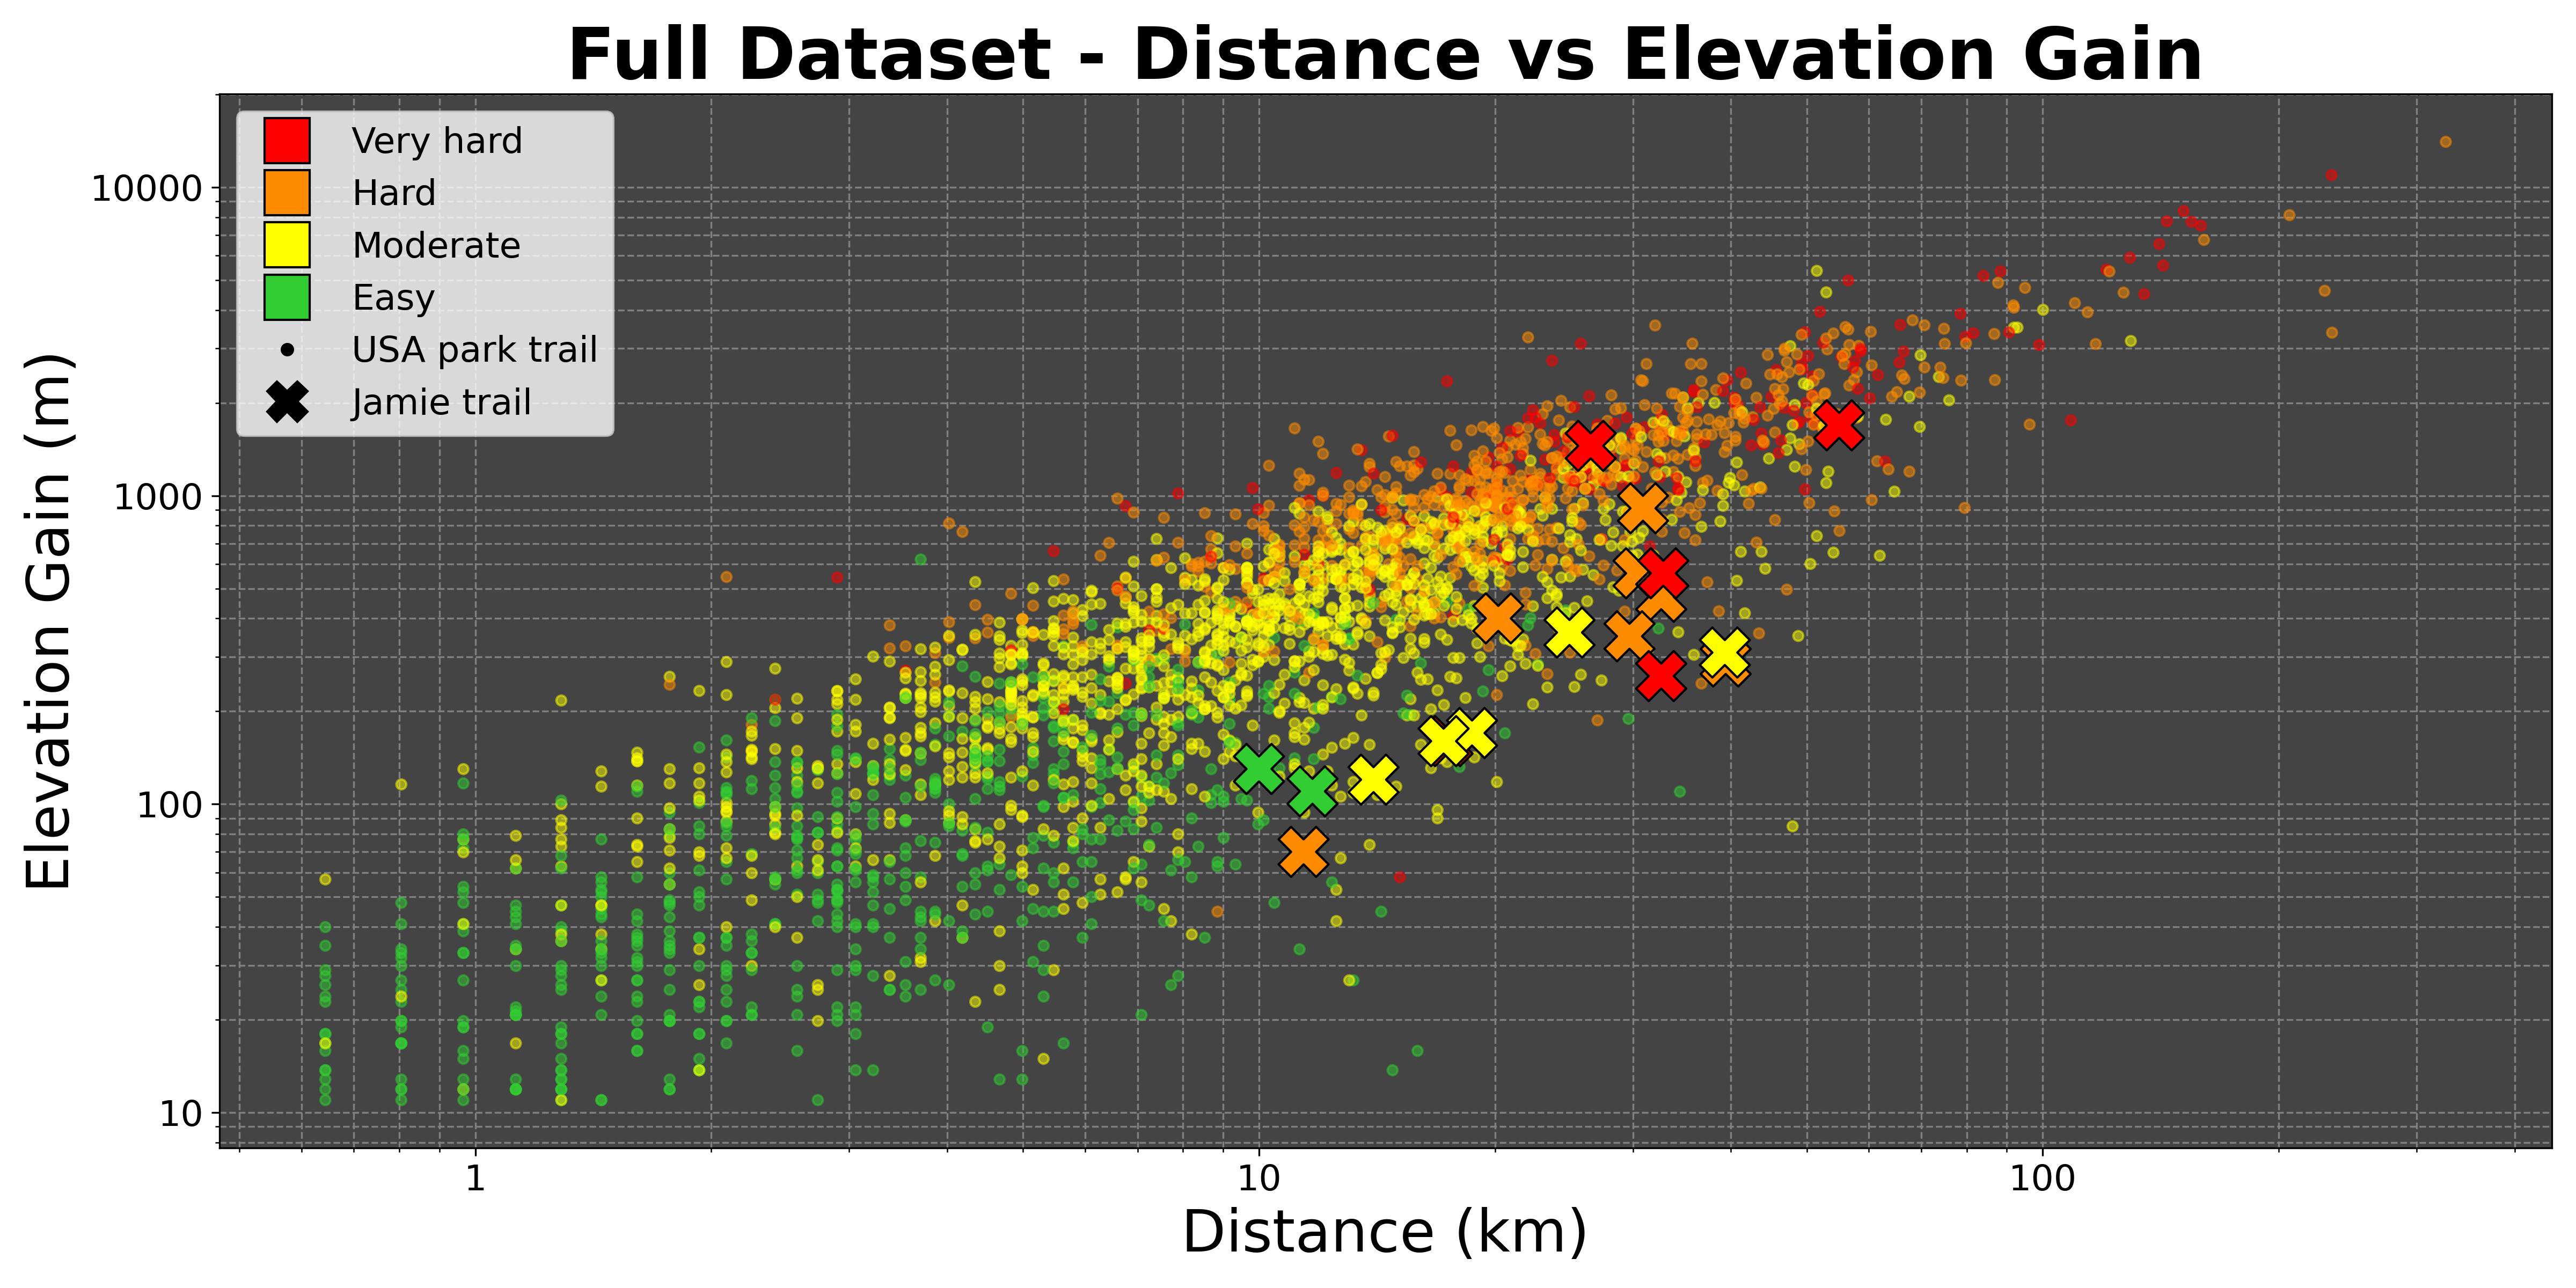 Full Dataset - Distance vs Elevation Gain
Very hard
Hard
Moderate
Easy
USA park trail
Jamie trail
Elevation Gain (m)
10000
1000
100
10
1
10
100
Distance (km)